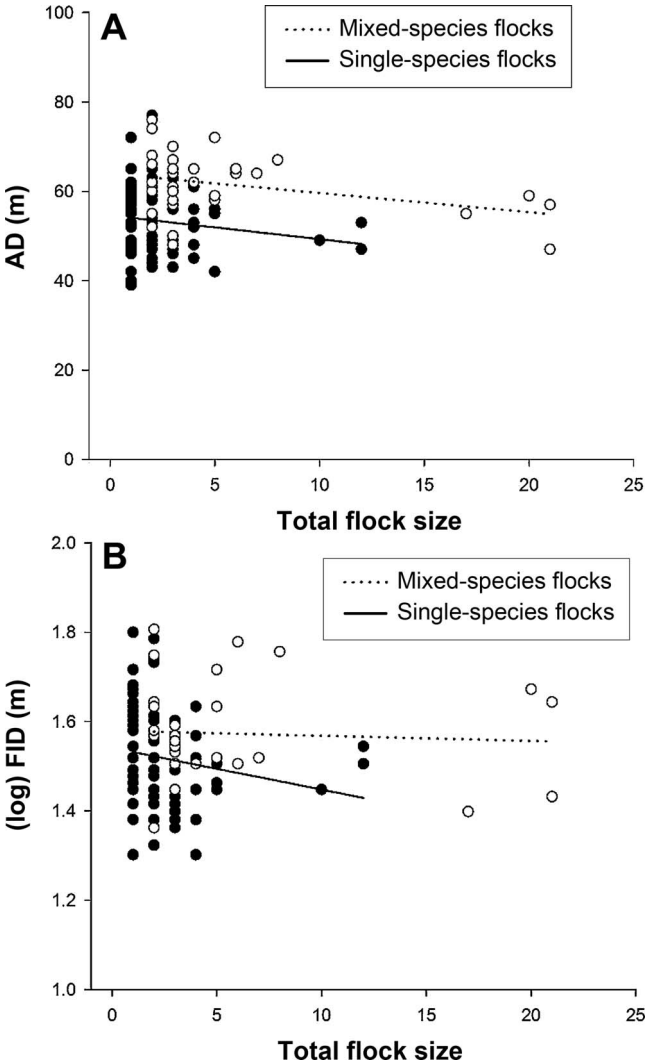 A
Mixed-species flocks
Single-species flocks
100
80
60
40
20
0
AD (m)
0 5 10 15 20 25
Total flock size
B
Mixed-species flocks
Single-species flocks
2.0
1.8
1.6
1.4
1.2
1.0
(log) FID (m)
0 5 10 15 20 25
Total flock size